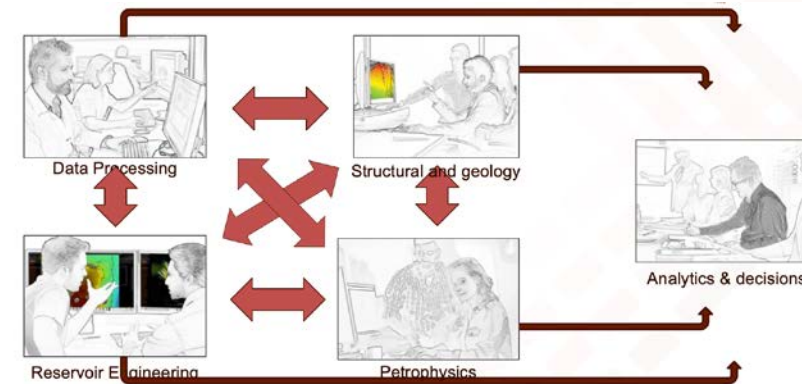 Data Processing
Structural and geology
Analytics & decisions
Reservoir Engineering
Petrophysics